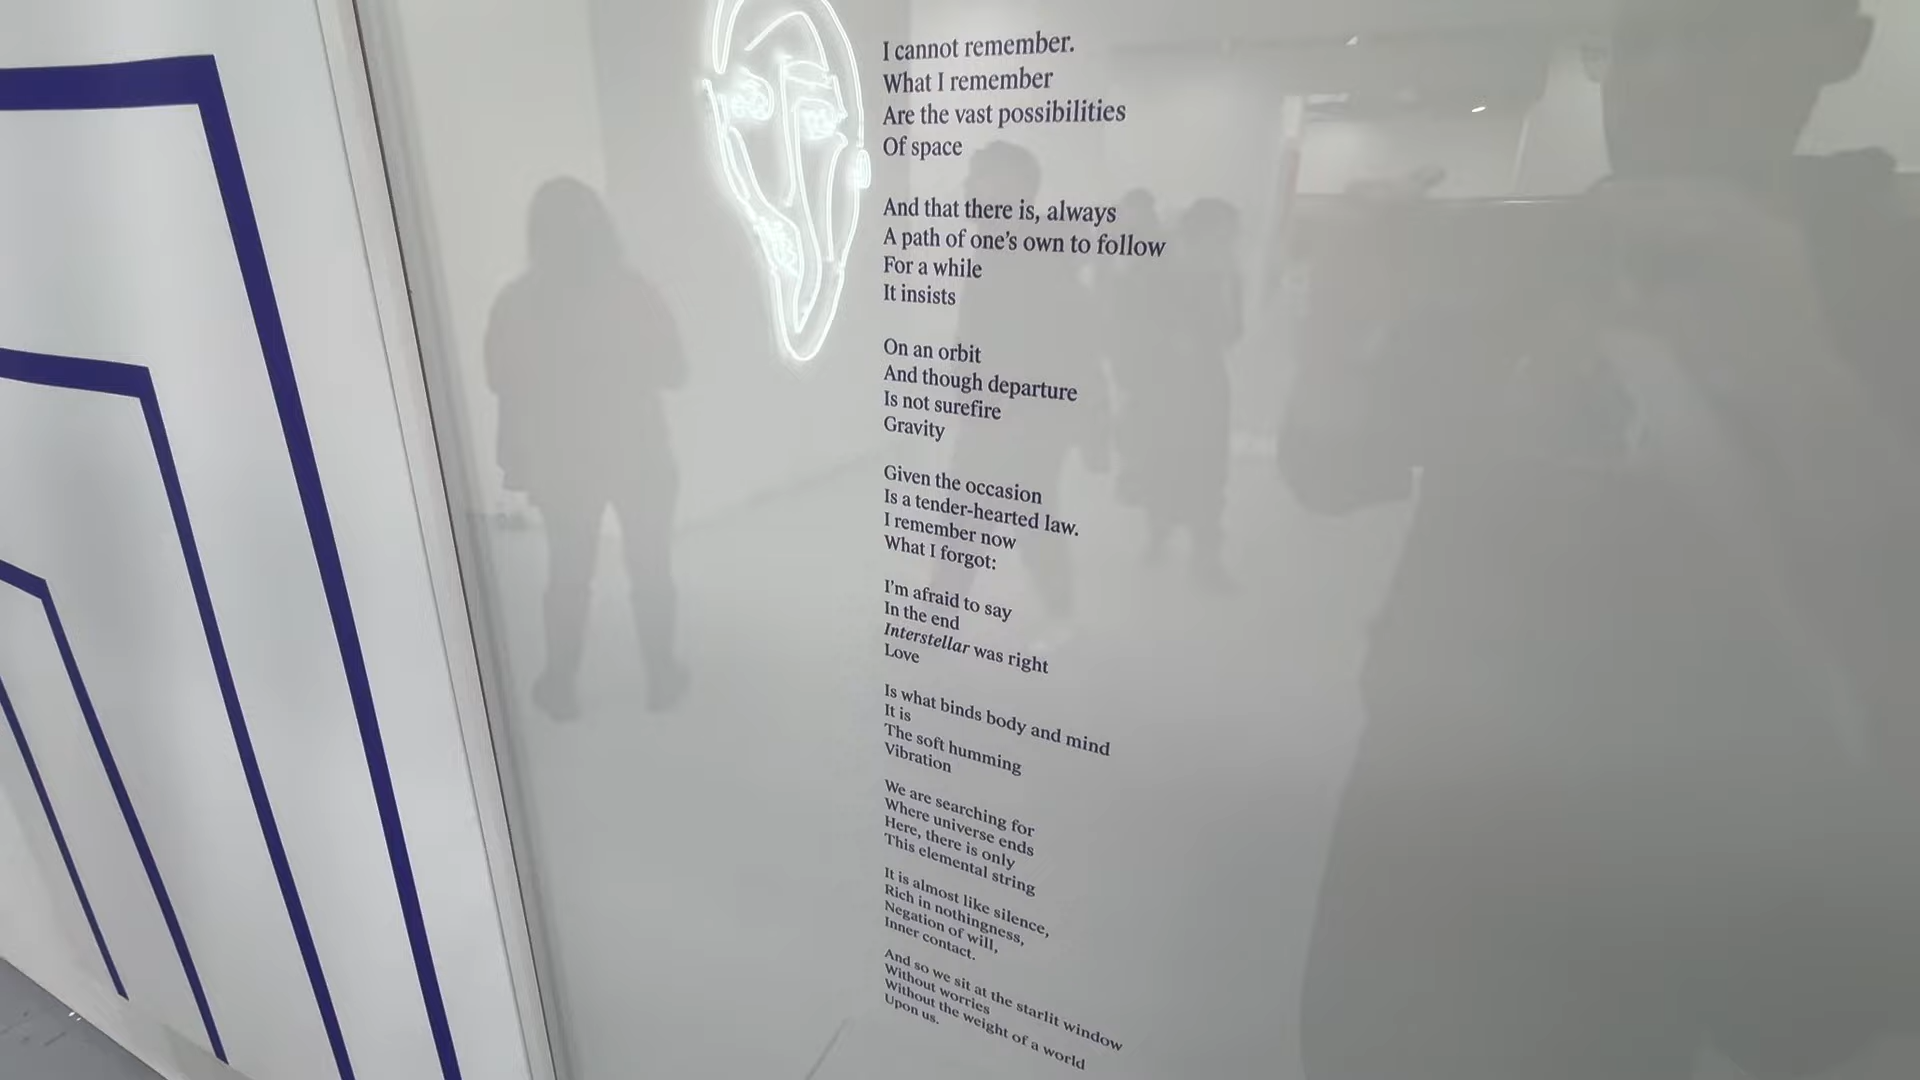 I cannot remember.
What I remember
Are the vast possibilities
Of space
And that there is, always
A path of one's own to follow
For a while
It insists
On an orbit
And though departure
Is not surefire
Gravity
Given the occasion
Is a tender-hearted law.
I remember now
What I forgot:
I'm afraid to say
In the end
Interstellar was right
Love
Is what binds body and mind
It is
The soft humming
Vibration
We are searching for
Where universe ends
Here, there is only
This elemental string
It is almost like silence,
Rich in nothingness,
Negation of will,
Inner contact.
And so we sit at the starlit window
Without worries
Without the weight of a world
Upon us.